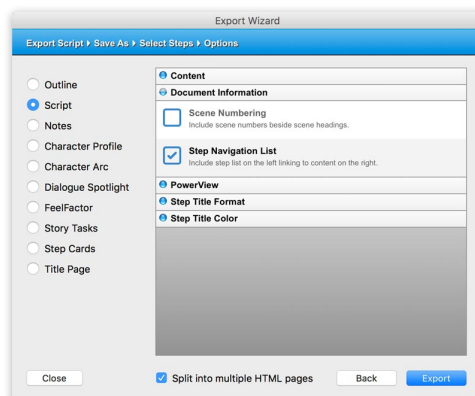 Export Wizard
Export Script ▸ Save As ▸ Select Steps ▸ Options
Outline
Script
Notes
Character Profile
Character Arc
Dialogue Spotlight
FeelFactor
Story Tasks
Step Cards
Title Page
Content
Document Information
Scene Numbering
Include scene numbers beside scene headings.
Step Navigation List
Include step list on the left linking to content on the right.
PowerView
Step Title Format
Step Title Color
Close
Split into multiple HTML pages
Back
Export